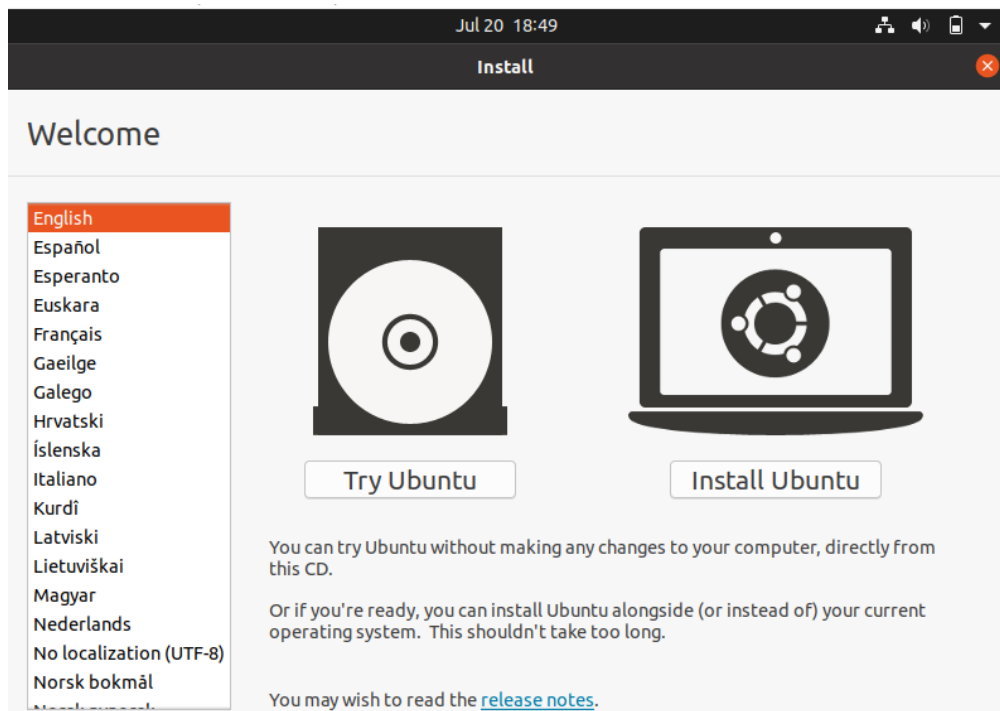 Jul 20 18:49
Install
Welcome
English
Español
Esperanto
Euskara
Français
Gaeilge
Galego
Hrvatski
Íslenska
Italiano
Kurdî
Latviski
Lietuviškai
Magyar
Nederlands
No localization (UTF-8)
Norsk bokmål
Try Ubuntu
Install Ubuntu
You can try Ubuntu without making any changes to your computer, directly from
this CD.
Or if you're ready, you can install Ubuntu alongside (or instead of) your current
operating system. This shouldn't take too long.
You may wish to read the release notes.